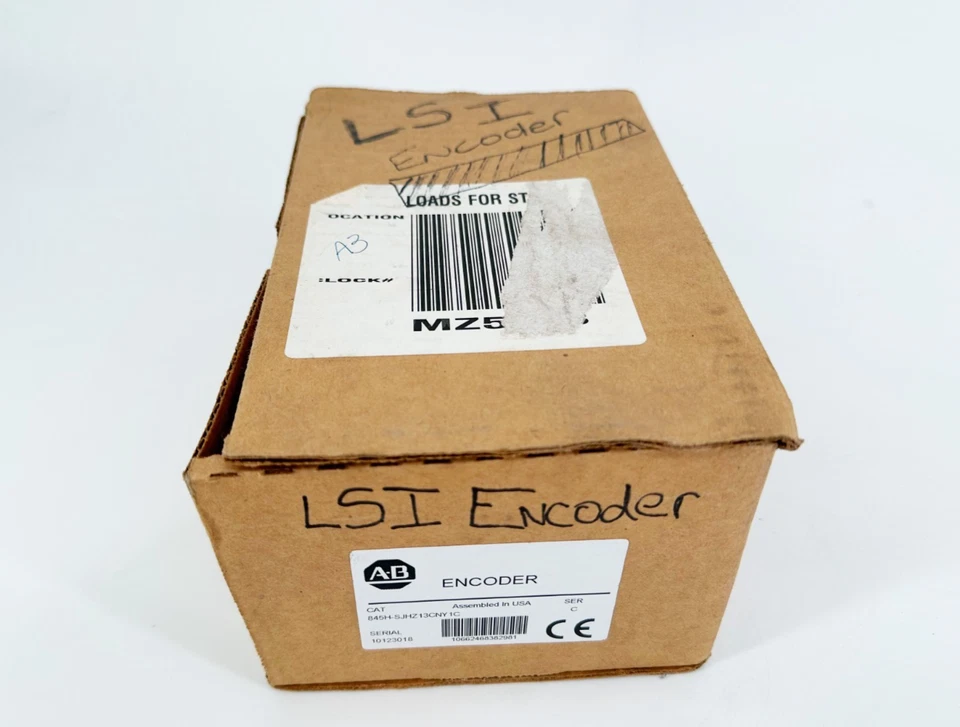 LSI
ENCODER
LOADS FOR ST
OCATION
A3
LOCK#
MZ5
LSI ENCODER
A-B
ENCODER
CAT
Assembled In USA
SER
845H-SJHZ13CNY1C
C
SERIAL
10123018
10662468382981
CE